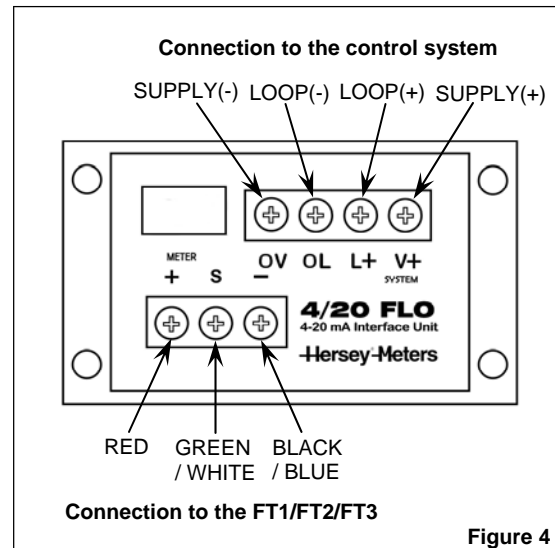 Connection to the control system
SUPPLY(-) LOOP(-) LOOP(+) SUPPLY(+)
OV OL L+ V+
SYSTEM
METER
+ S -
4/20 FLO
4-20 mA Interface Unit
Hersey Meters
RED GREEN / WHITE BLACK / BLUE
Connection to the FT1/FT2/FT3
Figure 4